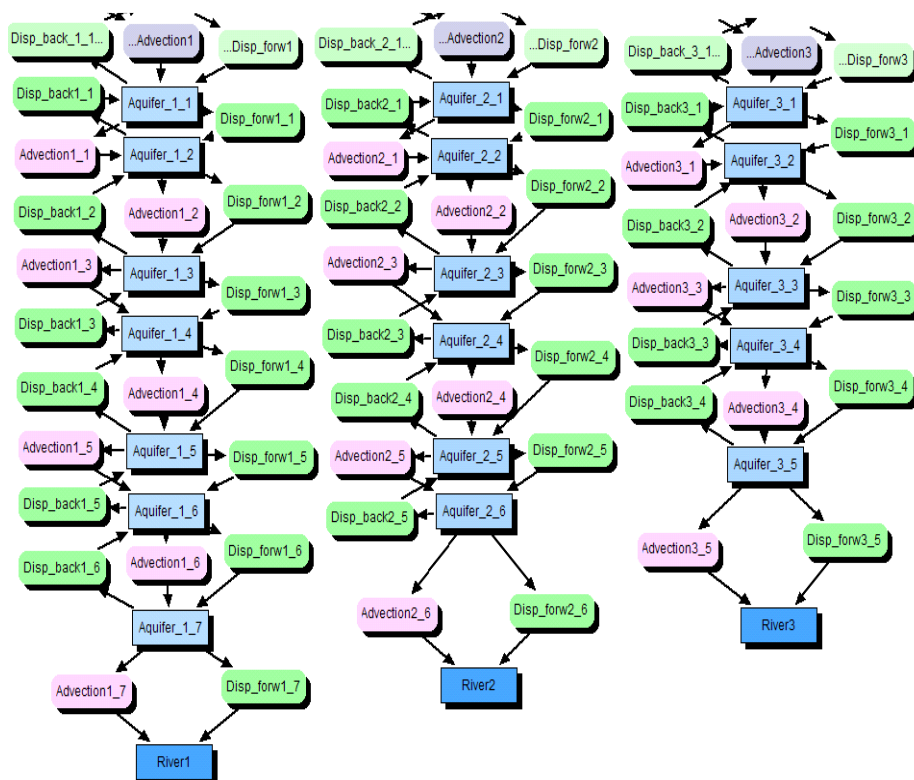 Disp_back_1_1...
...Advection1
...Disp_forw1
Disp_back1_1
Aquifer_1_1
Disp_forw1_1
Advection1_1
Aquifer_1_2
Disp_back1_2
Advection1_2
Disp_forw1_2
Advection1_3
Aquifer_1_3
Disp_forw1_3
Disp_back1_3
Aquifer_1_4
Disp_back1_4
Advection1_4
Disp_forw1_4
Advection1_5
Aquifer_1_5
Disp_forw1_5
Disp_back1_5
Aquifer_1_6
Disp_back1_6
Advection1_6
Disp_forw1_6
Aquifer_1_7
Advection1_7
Disp_forw1_7
River1
Disp_back_2_1...
...Advection2
...Disp_forw2
Disp_back2_1
Aquifer_2_1
Disp_forw2_1
Advection2_1
Aquifer_2_2
Disp_back2_2
Advection2_2
Disp_forw2_2
Advection2_3
Aquifer_2_3
Disp_forw2_3
Disp_back2_3
Aquifer_2_4
Disp_back2_4
Advection2_4
Disp_forw2_4
Advection2_5
Aquifer_2_5
Disp_forw2_5
Disp_back2_5
Aquifer_2_6
Advection2_6
Disp_forw2_6
River2
Disp_back_3_1...
...Advection3
...Disp_forw3
Disp_back3_1
Aquifer_3_1
Disp_forw3_1
Advection3_1
Aquifer_3_2
Disp_back3_2
Advection3_2
Disp_forw3_2
Advection3_3
Aquifer_3_3
Disp_forw3_3
Disp_back3_3
Aquifer_3_4
Disp_back3_4
Advection3_4
Disp_forw3_4
Aquifer_3_5
Advection3_5
Disp_forw3_5
River3